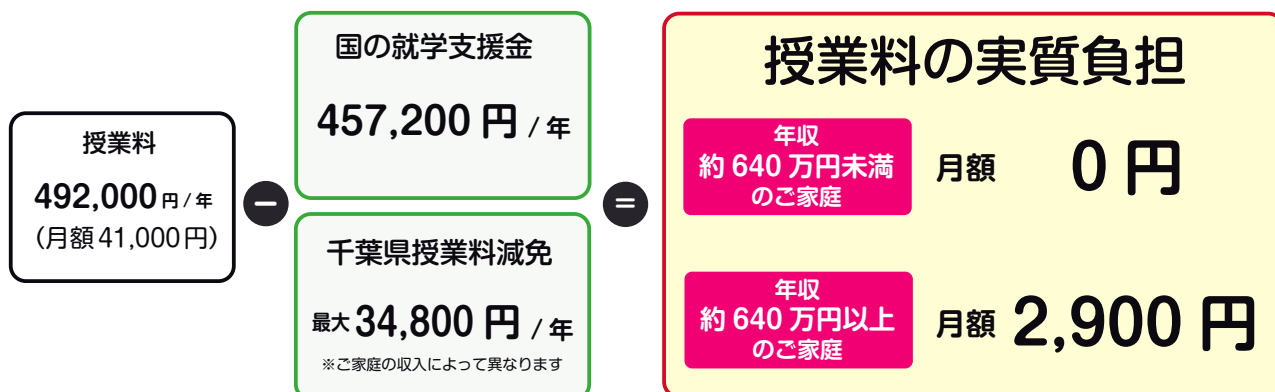 授業料
492,000円/年
（月額41,000円）
−
国の就学支援金
457,200円/年
千葉県授業料減免
最大34,800円/年
※ご家庭の収入によって異なります
=
授業料の実質負担
年収
約640万円未満
のご家庭
月額 0円
年収
約640万円以上
のご家庭
月額 2,900円